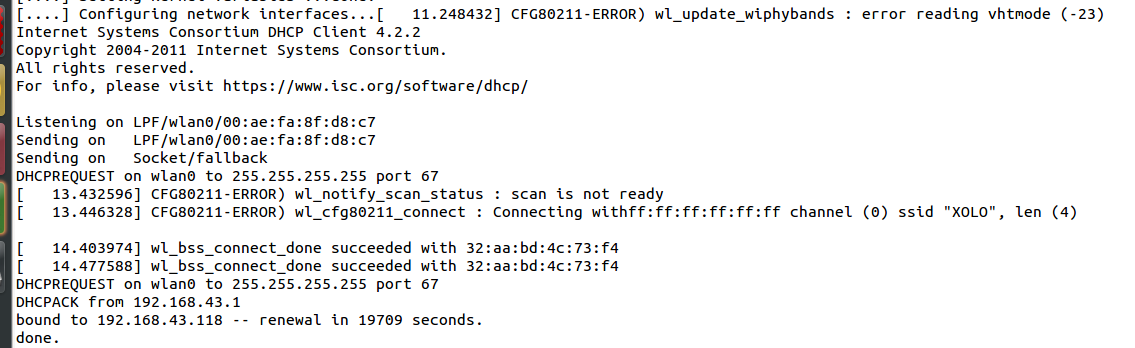 [....] Configuring network interfaces...[   11.248432] CFG80211-ERROR) wl_update_wiphybands : error reading vhtmode (-23)
Internet Systems Consortium DHCP Client 4.2.2
Copyright 2004-2011 Internet Systems Consortium.
All rights reserved.
For info, please visit https://www.isc.org/software/dhcp/

Listening on LPF/wlan0/00:ae:fa:8f:d8:c7
Sending on   LPF/wlan0/00:ae:fa:8f:d8:c7
Sending on   Socket/fallback
DHCPREQUEST on wlan0 to 255.255.255.255 port 67
[   13.432596] CFG80211-ERROR) wl_notify_scan_status : scan is not ready
[   13.446328] CFG80211-ERROR) wl_cfg80211_connect : Connecting withff:ff:ff:ff:ff:ff channel (0) ssid "XOLO", len (4)

[   14.403974] wl_bss_connect_done succeeded with 32:aa:bd:4c:73:f4
[   14.477588] wl_bss_connect_done succeeded with 32:aa:bd:4c:73:f4
DHCPREQUEST on wlan0 to 255.255.255.255 port 67
DHCPACK from 192.168.43.1
bound to 192.168.43.118 -- renewal in 19709 seconds.
done.